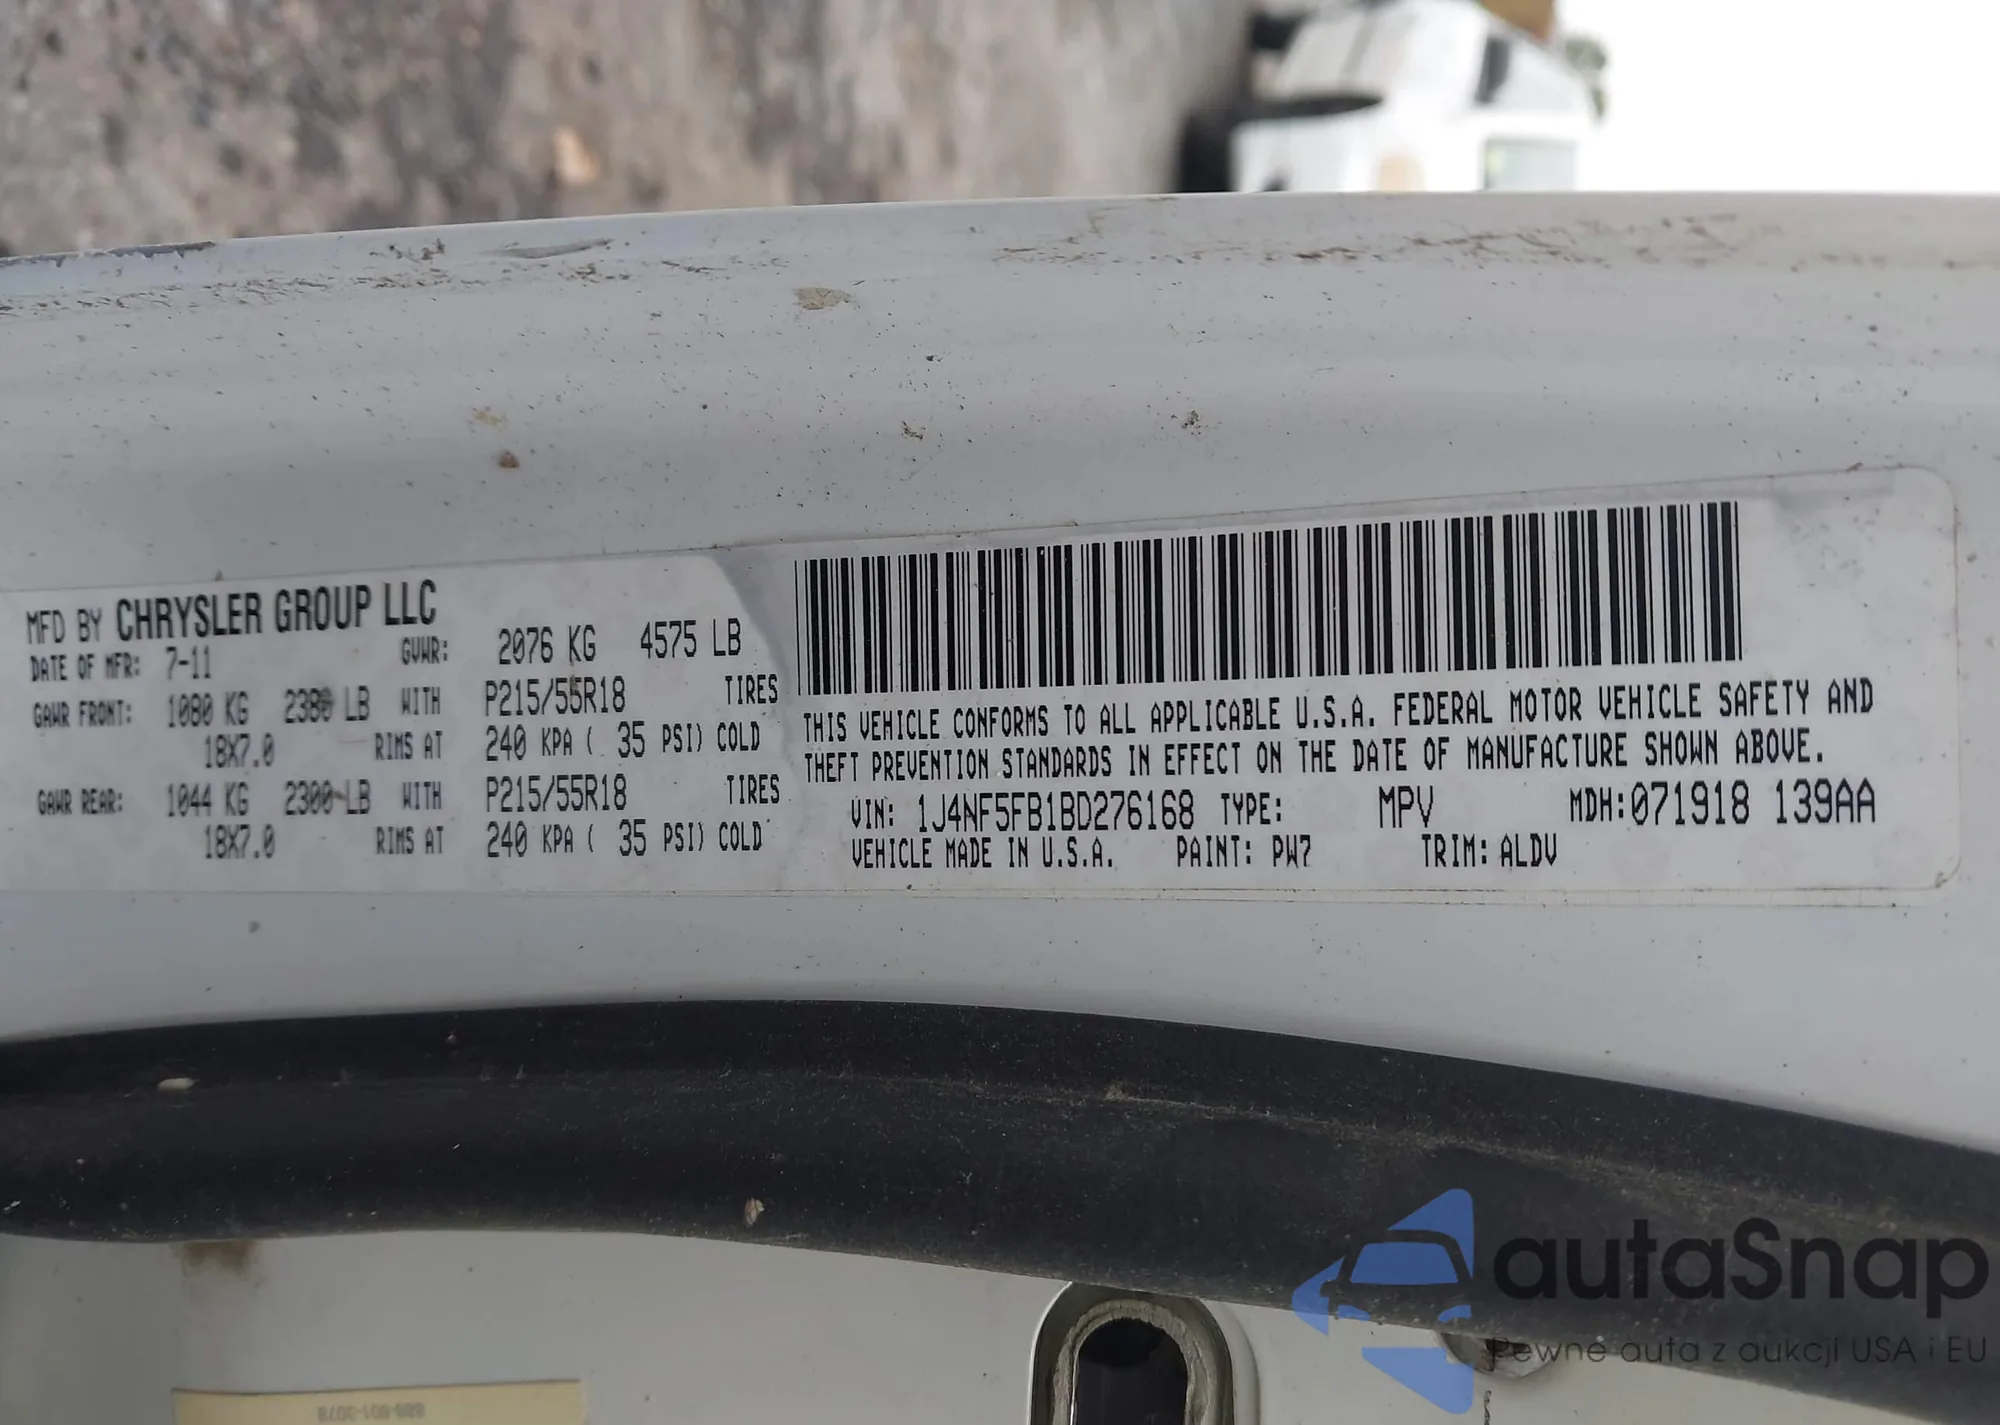 MFD BY CHRYSLER GROUP LLC
DATE OF MFR: 7-11 GVWR: 2076 KG 4575 LB
GAWR FRONT: 1080 KG 2380 LB WITH P215/55R18 TIRES
18X7.0 RIMS AT 240 KPA ( 35 PSI) COLD
GAWR REAR: 1044 KG 2300 LB WITH P215/55R18 TIRES
18X7.0 RIMS AT 240 KPA ( 35 PSI) COLD
THIS VEHICLE CONFORMS TO ALL APPLICABLE U.S.A. FEDERAL MOTOR VEHICLE SAFETY AND
THEFT PREVENTION STANDARDS IN EFFECT ON THE DATE OF MANUFACTURE SHOWN ABOVE.
VIN: 1J4NF5FB1BD276168 TYPE: MPV MDH:071918 139AA
VEHICLE MADE IN U.S.A. PAINT: PW7 TRIM: ALDV
autaSnap
Pewne auta z aukcji USA i EU